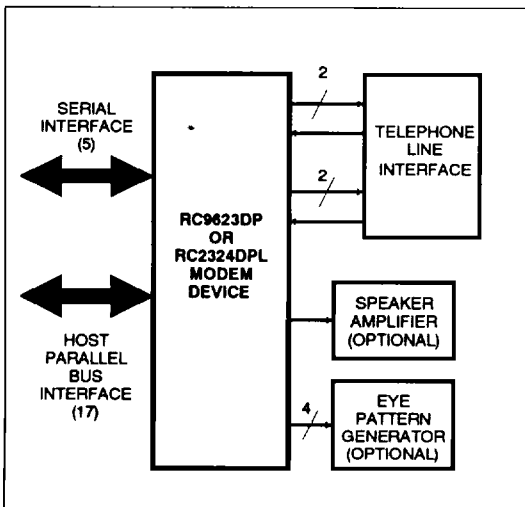 SERIAL
INTERFACE
(5)
HOST
PARALLEL
BUS
INTERFACE
(17)
RC9623DP
OR
RC2324DPL
MODEM
DEVICE
2
2
TELEPHONE
LINE
INTERFACE
SPEAKER
AMPLIFIER
(OPTIONAL)
4
EYE
PATTERN
GENERATOR
(OPTIONAL)